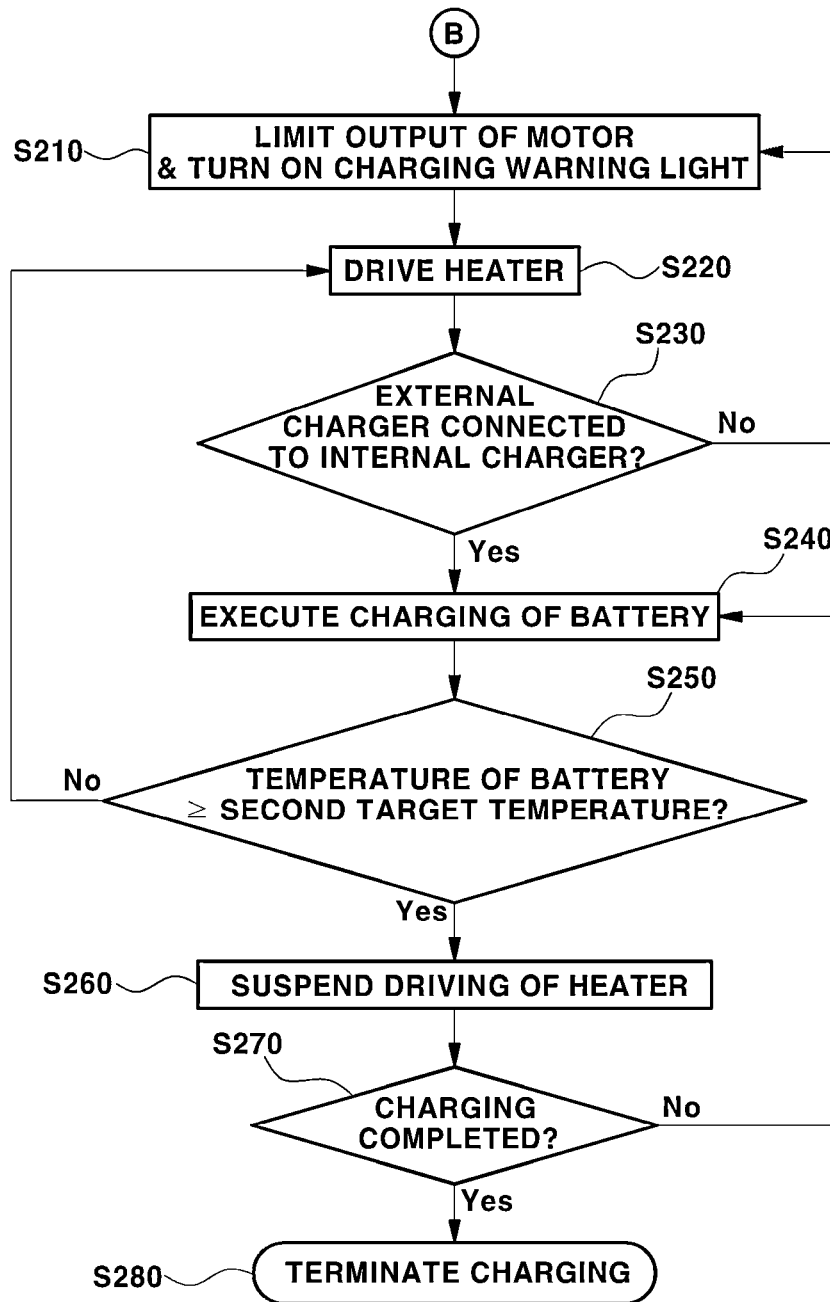 B
S210
LIMIT OUTPUT OF MOTOR
& TURN ON CHARGING WARNING LIGHT
DRIVE HEATER
S220
S230
EXTERNAL
CHARGER CONNECTED
TO INTERNAL CHARGER?
No
Yes
S240
EXECUTE CHARGING OF BATTERY
S250
No
TEMPERATURE OF BATTERY
≥ SECOND TARGET TEMPERATURE?
Yes
S260
SUSPEND DRIVING OF HEATER
S270
CHARGING
COMPLETED?
No
Yes
S280
TERMINATE CHARGING